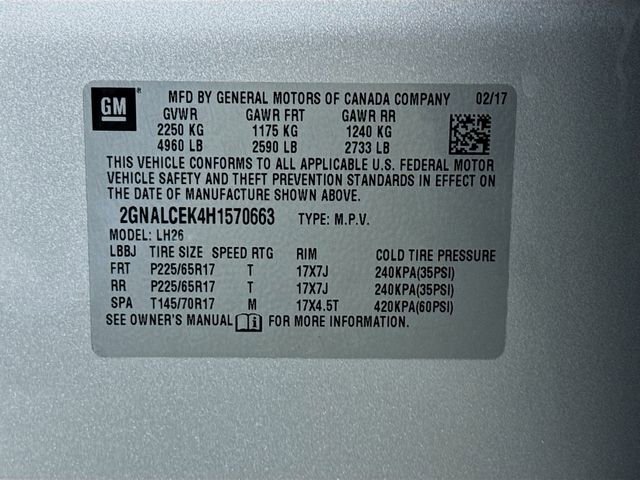 GM
MFD BY GENERAL MOTORS OF CANADA COMPANY 02/17
GVWR GAWR FRT GAWR RR
2250 KG 1175 KG 1240 KG
4960 LB 2590 LB 2733 LB
THIS VEHICLE CONFORMS TO ALL APPLICABLE U.S. FEDERAL MOTOR
VEHICLE SAFETY AND THEFT PREVENTION STANDARDS IN EFFECT ON
THE DATE OF MANUFACTURE SHOWN ABOVE.
2GNALCEK4H1570663 TYPE: M.P.V.
MODEL: LH26
LBBJ TIRE SIZE SPEED RTG RIM COLD TIRE PRESSURE
FRT P225/65R17 T 17X7J 240KPA(35PSI)
RR P225/65R17 T 17X7J 240KPA(35PSI)
SPA T145/70R17 M 17X4.5T 420KPA(60PSI)
SEE OWNER'S MANUAL FOR MORE INFORMATION.